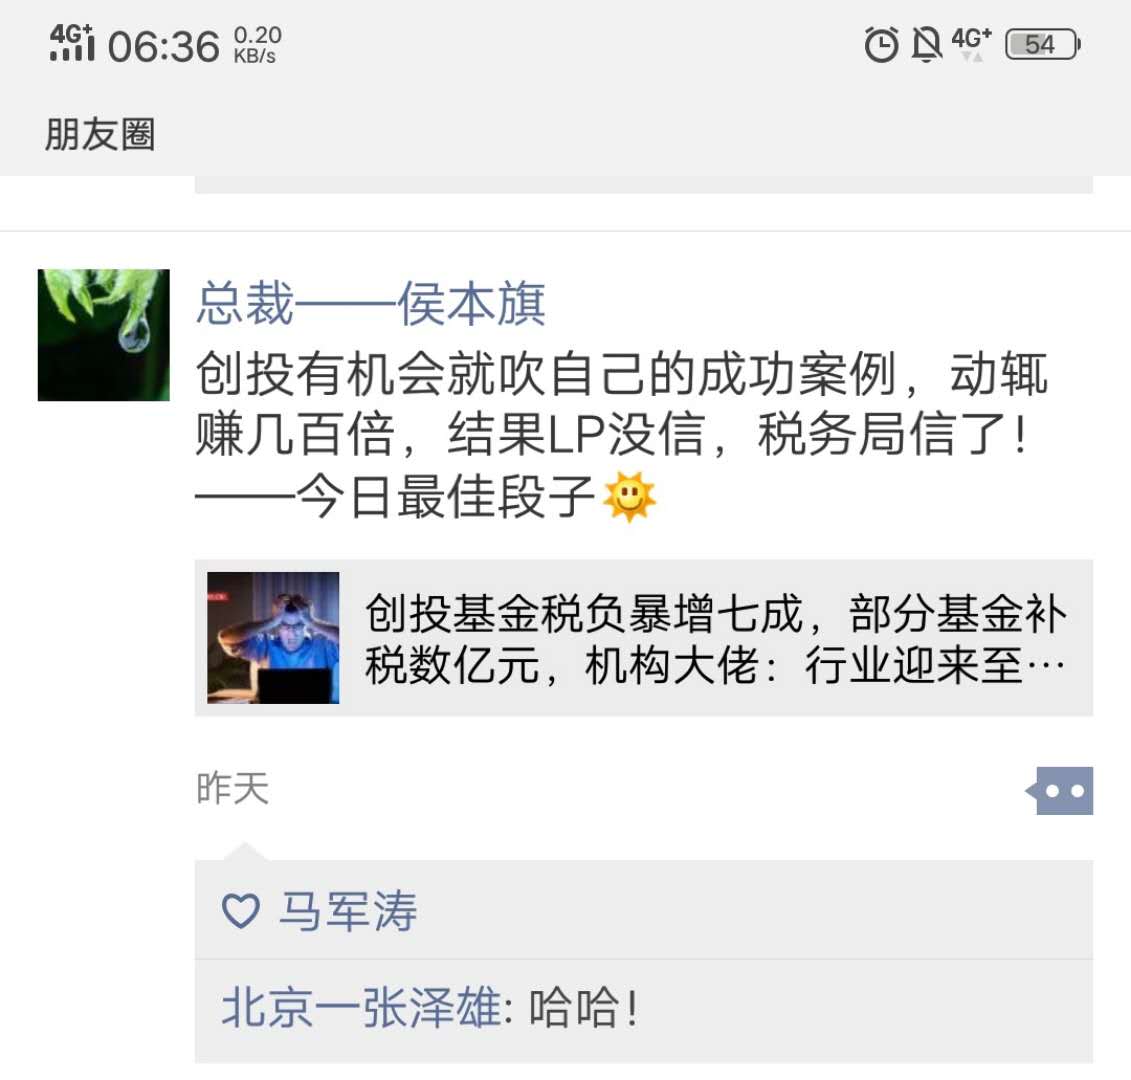 4G+ 06:36 0.20 KB/s 4G+ 54
朋友圈
总裁——侯本旗
创投有机会就吹自己的成功案例，动辄
赚几百倍，结果LP没信，税务局信了！
——今日最佳段子
创投基金税负暴增七成，部分基金补
税数亿元，机构大佬：行业迎来至…
昨天
马军涛
北京一张泽雄: 哈哈！